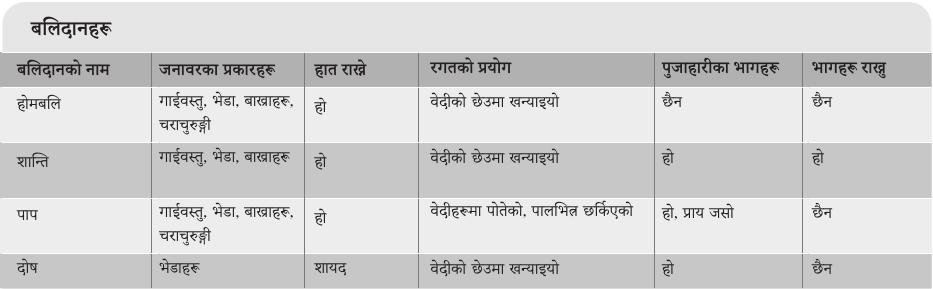 बलिदानहरू
बलिदानको नाम जनावरका प्रकारहरू हात राख्ने रगतको प्रयोग पुजाहारीका भागहरू भागहरू राख्नु
होमबलि गाईवस्तु, भेडा, बाख्राहरू, हो वेदीको छेउमा खन्याइयो छैन छैन
चराचुरुङ्गी
शान्ति गाईवस्तु, भेडा, बाख्राहरू हो वेदीको छेउमा खन्याइयो हो हो
पाप गाईवस्तु, भेडा, बाख्राहरू, हो वेदीहरूमा पोतेको, पालभित्र छर्किएको हो, प्राय जसो छैन
चराचुरुङ्गी
दोष भेडाहरू शायद वेदीको छेउमा खन्याइयो हो छैन